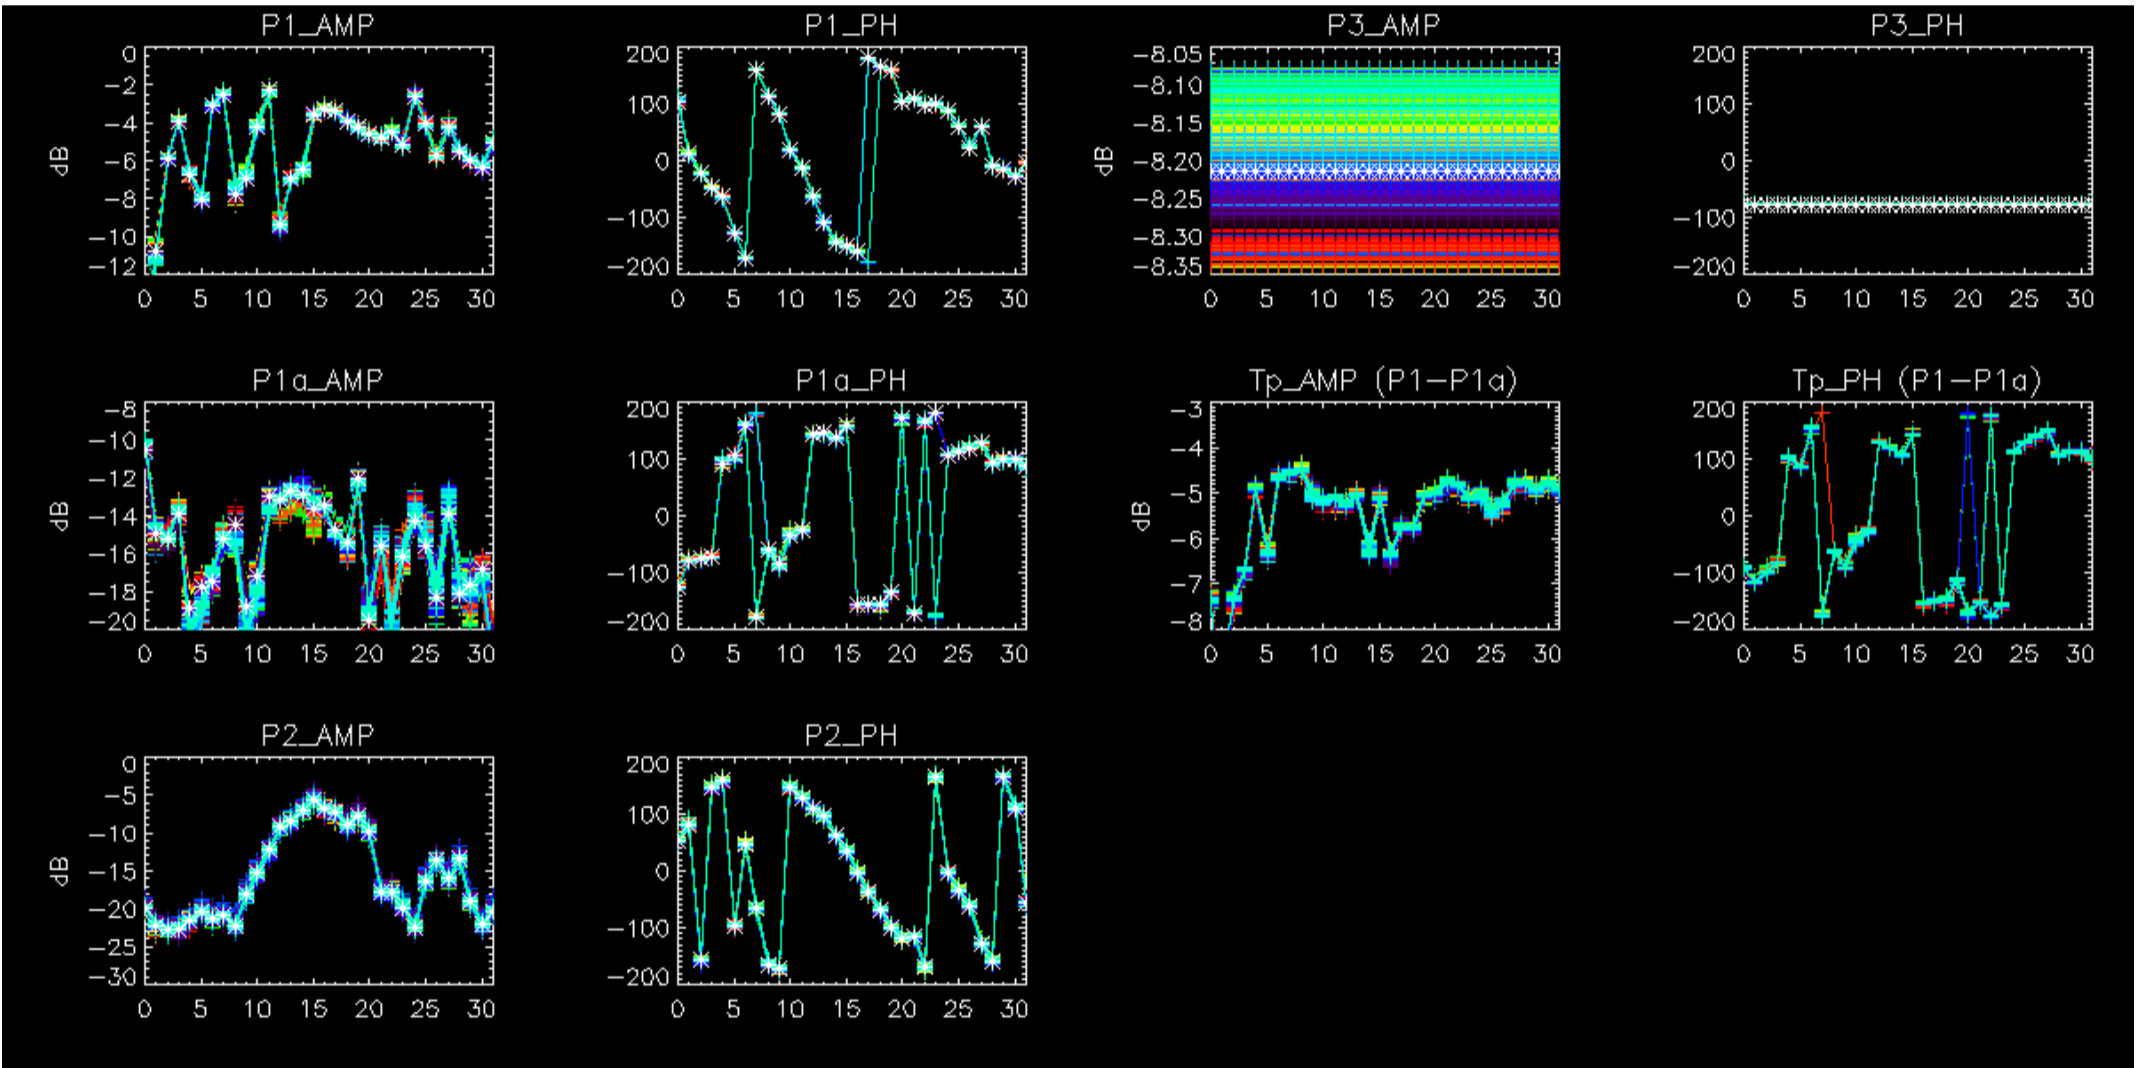 P1_AMP
dB
0
-2
-4
-6
-8
-10
-12
0 5 10 15 20 25 30
P1_PH
200
100
0
-100
-200
0 5 10 15 20 25 30
P3_AMP
dB
-8.05
-8.10
-8.15
-8.20
-8.25
-8.30
-8.35
0 5 10 15 20 25 30
P3_PH
200
100
0
-100
-200
0 5 10 15 20 25 30
P1a_AMP
dB
-8
-10
-12
-14
-16
-18
-20
0 5 10 15 20 25 30
P1a_PH
200
100
0
-100
-200
0 5 10 15 20 25 30
Tp_AMP (P1-P1a)
dB
-3
-4
-5
-6
-7
-8
0 5 10 15 20 25 30
Tp_PH (P1-P1a)
200
100
0
-100
-200
0 5 10 15 20 25 30
P2_AMP
dB
0
-5
-10
-15
-20
-25
-30
0 5 10 15 20 25 30
P2_PH
200
100
0
-100
-200
0 5 10 15 20 25 30